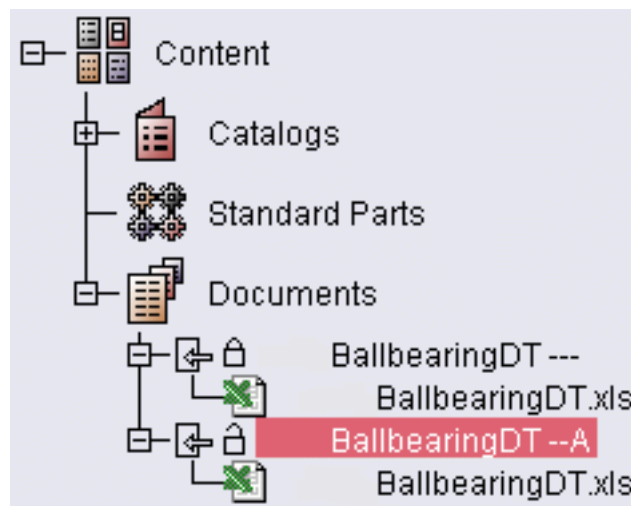 Content
Catalogs
Standard Parts
Documents
BallbearingDT ---
BallbearingDT.xls
BallbearingDT --A
BallbearingDT.xls